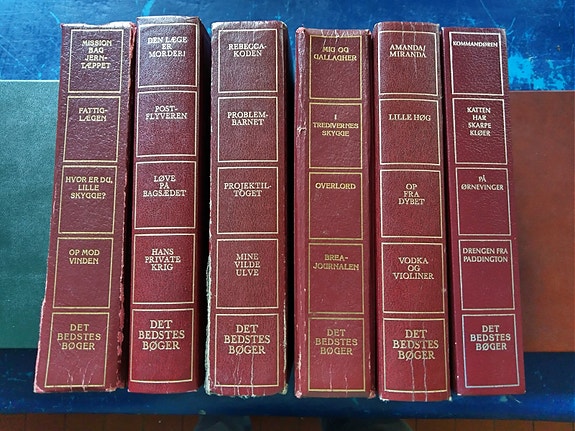 MISSION
BAG
JERN-
TÆPPET
FATTIG-
LÆGEN
HVOR ER DU,
LILLE
SKYGGE?
OP MOD
VINDEN
DET
BEDSTES
BØGER
DEN LÆGE
ER
MORDER!
POST-
FLYVEREN
LØVE
PÅ
BAGSÆDET
HANS
PRIVATE
KRIG
DET
BEDSTES
BØGER
REBECCA-
KODEN
PROBLEM-
BARNET
PROJEKTIL-
TOGET
MINE
VILDE
ULVE
DET
BEDSTES
BØGER
MIDJ OG
GALLAGHER
I
TREDIVERNES
SKYGGE
OVERLORD
BREA-
JOURNALEN
DET
BEDSTES
BØGER
AMANDA/
MIRANDA
LILLE HØG
OP
FRA
DYBET
VODKA
OG
VIOLINER
DET
BEDSTES
BØGER
KOMMANDØREN
KATTEN
HAR
SKARPE
KLØER
PÅ
ØRNEVINGER
DRENGEN FRA
PADDINGTON
DET
BEDSTES
BØGER